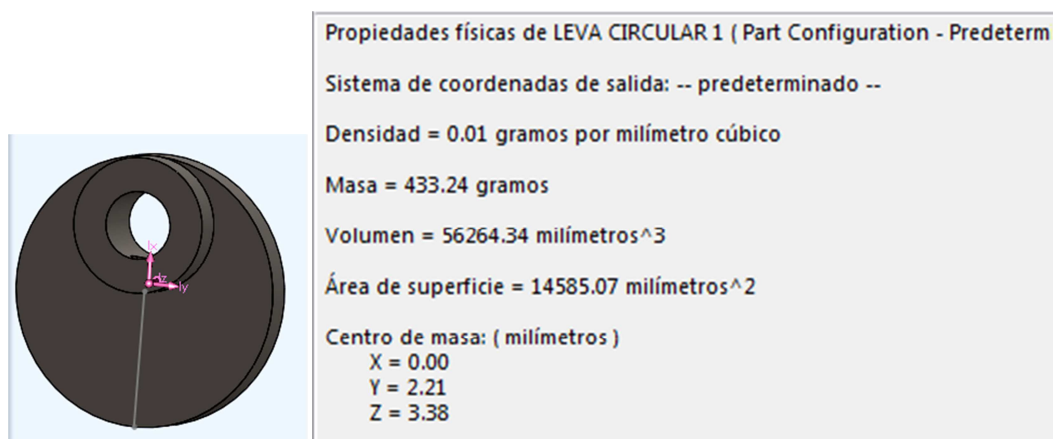 Propiedades físicas de LEVA CIRCULAR 1 ( Part Configuration - Predeterm
Sistema de coordenadas de salida: -- predeterminado --
Densidad = 0.01 gramos por milímetro cúbico
Masa = 433.24 gramos
Volumen = 56264.34 milímetros^3
Área de superficie = 14585.07 milímetros^2
Centro de masa: ( milímetros )
X = 0.00
Y = 2.21
Z = 3.38
Ix
Iy